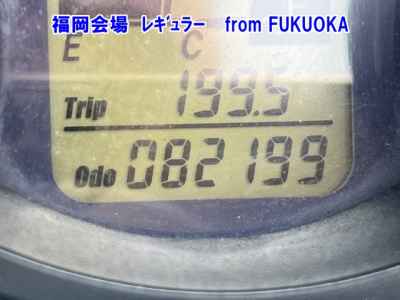 福岡会場 ﾚｷﾞｭﾗｰ from FUKUOKA
E C
Trip 199.5
Odo 082199